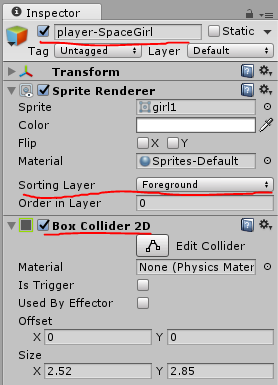 Inspector
player-SpaceGirl Static
Tag Untagged Layer Default
Transform
Sprite Renderer
Sprite girl1
Color
Flip X Y
Material Sprites-Default
Sorting Layer Foreground
Order in Layer 0
Box Collider 2D
Edit Collider
Material None (Physics Mater
Is Trigger
Used By Effector
Offset
X 0 Y 0
Size
X 2.52 Y 2.85